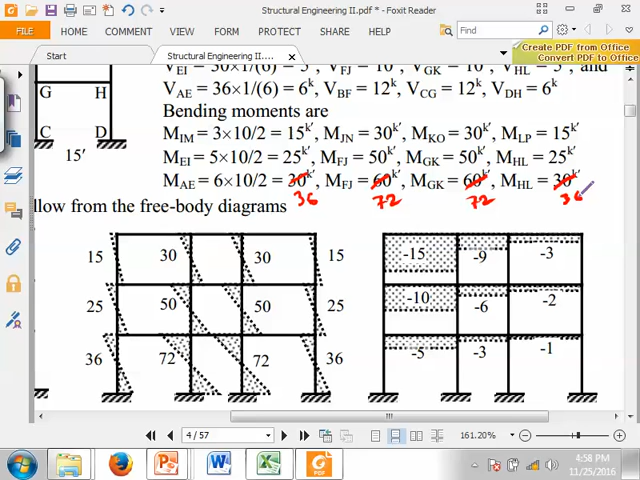 Structural Engineering II.pdf * - Foxit Reader
FILE
HOME
COMMENT
VIEW
PROTECT
SHARE
HELP
Find
Start
Structural Engineering II....
Create PDF from Office
Convert PDF to Office
V_FJ = 10
V_GK = 10
and
V_AE = 36×1/(6) = 6^k, V_BF = 12^k, V_CG = 12^k, V_DH = 6^k
Bending moments are
M_IM = 3×10/2 = 15^k′, M_JN = 30^k′, M_KO = 30^k′, M_LP = 15^k′
M_EI = 5×10/2 = 25^k′, M_FJ = 50^k′, M_GK = 50^k′, M_HL = 25^k′
M_AE = 6×10/2 = 30^k′, M_FJ = 60^k′, M_GK = 60^k′, M_HL = 30^k′
36 72 72 36
llow from the free-body diagrams
G H
C D
15′
15 30 30 15
25 50 50 25
36 72 72 36
-15 -9 -3
-10 -6 -2
-5 -3 -1
4 / 57
161.20%
4:58 PM
11/25/2016